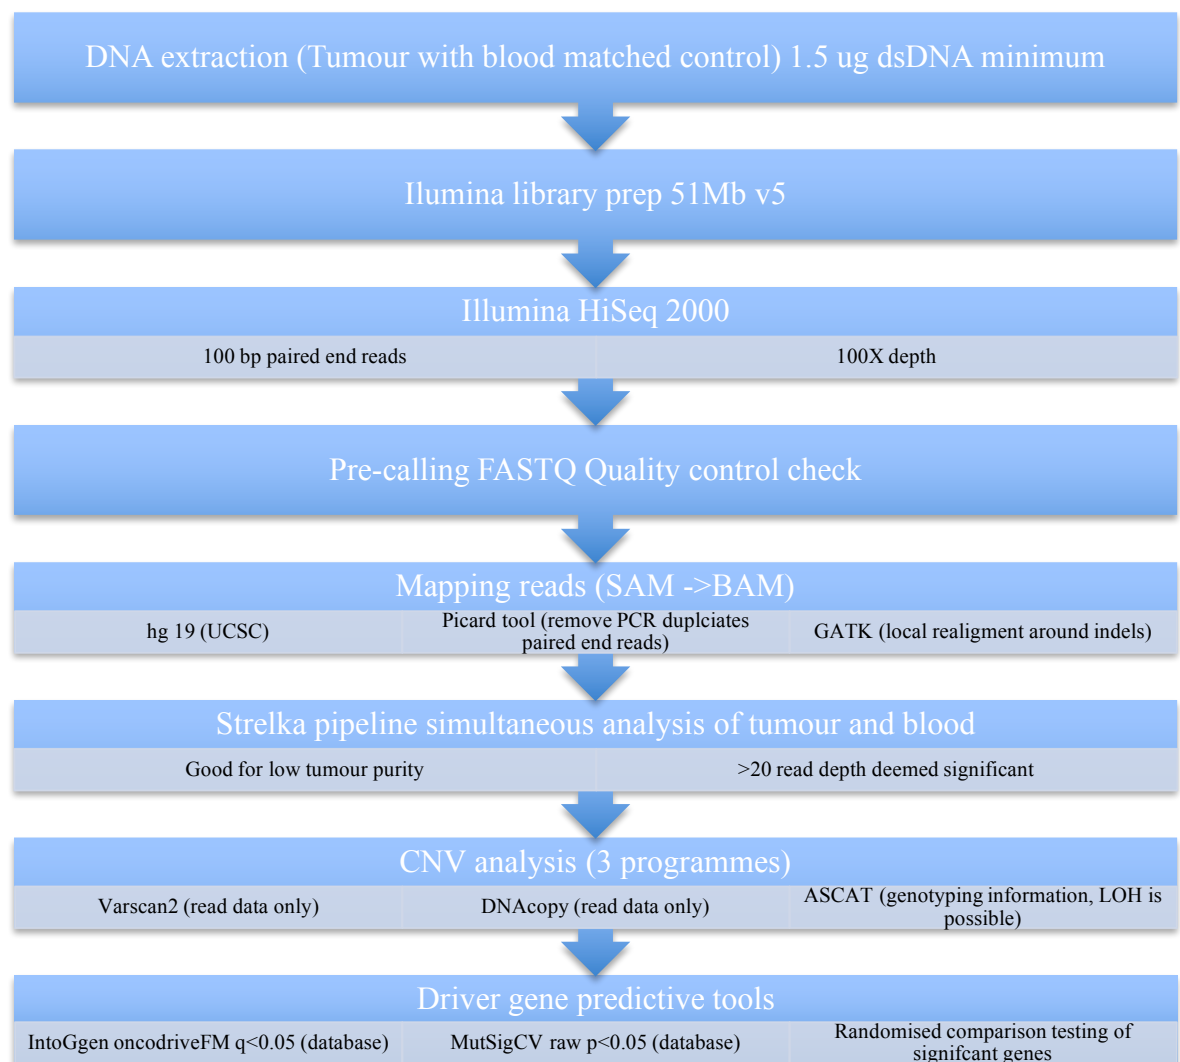 DNA extraction (Tumour with blood matched control) 1.5 ug dsDNA minimum
Ilumina library prep 51Mb v5
Illumina HiSeq 2000
100 bp paired end reads
100X depth
Pre-calling FASTQ Quality control check
Mapping reads (SAM ->BAM)
hg 19 (UCSC)
Picard tool (remove PCR duplciates
paired end reads)
GATK (local realigment around indels)
Strelka pipeline simultaneous analysis of tumour and blood
Good for low tumour purity
>20 read depth deemed significant
CNV analysis (3 programmes)
Varscan2 (read data only)
DNAcopy (read data only)
ASCAT (genotyping information, LOH is
possible)
Driver gene predictive tools
IntoGgen oncodriveFM q<0.05 (database)
MutSigCV raw p<0.05 (database)
Randomised comparison testing of
signifcant genes